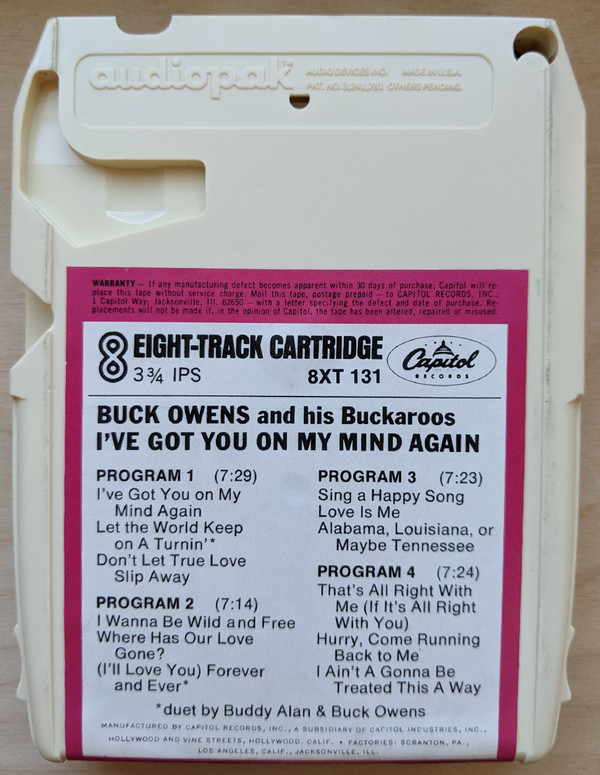 audiopak™
AUDIO DEVICES INC. MADE IN U.S.A.
PAT. NO. 3,241,781 OTHERS PENDING.
WARRANTY — If any manufacturing defect becomes apparent within 30 days of purchase, Capitol will re-
place this tape without service charge. Mail this tape, postage prepaid — to CAPITOL RECORDS, INC.;
1 Capitol Way; Jacksonville, Ill. 62650 — with a letter specifying the defect and date of purchase. Re-
placements will not be made if, in the opinion of Capitol, the tape has been altered, repaired or misused.
8 EIGHT-TRACK CARTRIDGE
3¾ IPS 8XT 131
Capitol
RECORDS
BUCK OWENS and his Buckaroos
I'VE GOT YOU ON MY MIND AGAIN
PROGRAM 1 (7:29)
I've Got You on My
Mind Again
Let the World Keep
on A Turnin'*
Don't Let True Love
Slip Away
PROGRAM 2 (7:14)
I Wanna Be Wild and Free
Where Has Our Love
Gone?
(I'll Love You) Forever
and Ever*
PROGRAM 3 (7:23)
Sing a Happy Song
Love Is Me
Alabama, Louisiana, or
Maybe Tennessee
PROGRAM 4 (7:24)
That's All Right With
Me (If It's All Right
With You)
Hurry, Come Running
Back to Me
I Ain't A Gonna Be
Treated This A Way
*duet by Buddy Alan & Buck Owens
MANUFACTURED BY CAPITOL RECORDS, INC., A SUBSIDIARY OF CAPITOL INDUSTRIES, INC.,
HOLLYWOOD AND VINE STREETS, HOLLYWOOD, CALIF. • FACTORIES: SCRANTON, PA.,
LOS ANGELES, CALIF., JACKSONVILLE, ILL.